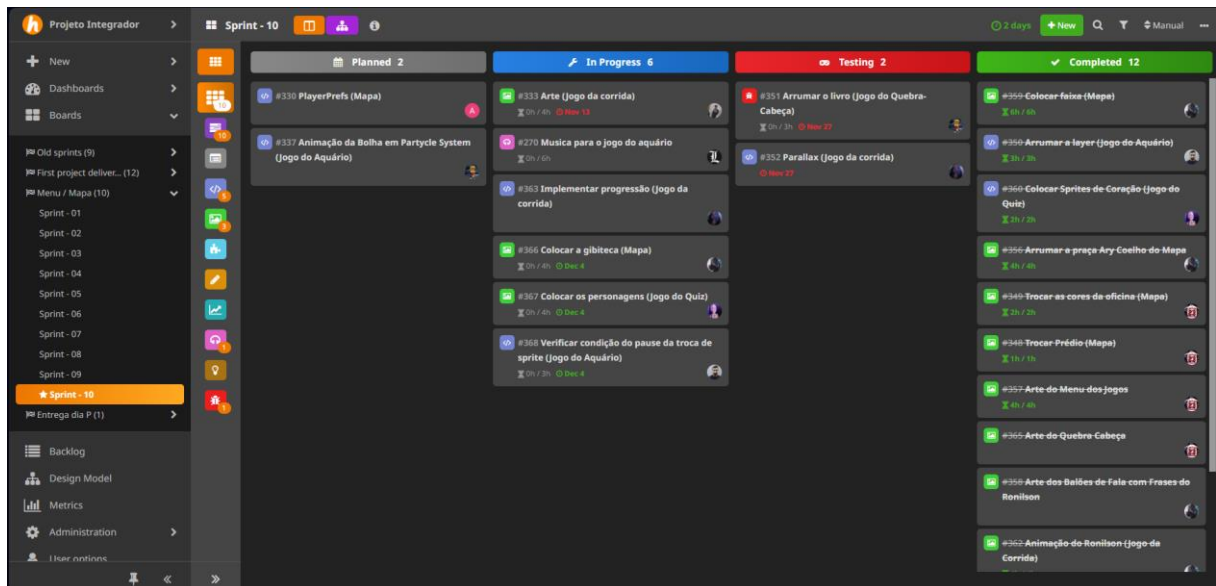 Projeto Integrador
New
Dashboards
Boards
Old sprints (9)
First project deliver... (12)
Menu / Mapa (10)
Sprint - 01
Sprint - 02
Sprint - 03
Sprint - 04
Sprint - 05
Sprint - 06
Sprint - 07
Sprint - 08
Sprint - 09
Sprint - 10
Entrega dia P (1)
Backlog
Design Model
Metrics
Administration
User options
10
5
3
1
1
Sprint - 10
2 days
New
Manual
Planned 2
#330 PlayerPrefs (Mapa)
A
#337 Animação da Bolha em Partycle System
(Jogo do Aquário)
In Progress 6
#333 Arte (Jogo da corrida)
0h / 4h Nov 13
#270 Musica para o jogo do aquário
0h / 6h
L
#363 Implementar progressão (Jogo da
corrida)
#366 Colocar a gibiteca (Mapa)
0h / 4h Dec 4
#367 Colocar os personagens (Jogo do Quiz)
0h / 4h Dec 4
#368 Verificar condição do pause da troca de
sprite (Jogo do Aquário)
0h / 3h Dec 4
Testing 2
#351 Arrumar o livro (Jogo do Quebra-
Cabeça)
0h / 3h Nov 27
#352 Parallax (Jogo da corrida)
Nov 27
Completed 12
#359 Colocar faixa (Mapa)
6h / 6h
#350 Arrumar a layer (Jogo do Aquário)
3h / 3h
#360 Colocar Sprites de Coração (Jogo do
Quiz)
2h / 2h
#356 Arrumar a praça Ary Coelho do Mapa
4h / 4h
#349 Trocar as cores da oficina (Mapa)
2h / 2h
#348 Trocar Prédio (Mapa)
1h / 1h
#357 Arte do Menu dos Jogos
4h / 4h
#365 Arte do Quebra Cabeça
#358 Arte dos Balões de Fala com Frases do
Ronilson
#362 Animação do Ronilson (Jogo da
Corrida)